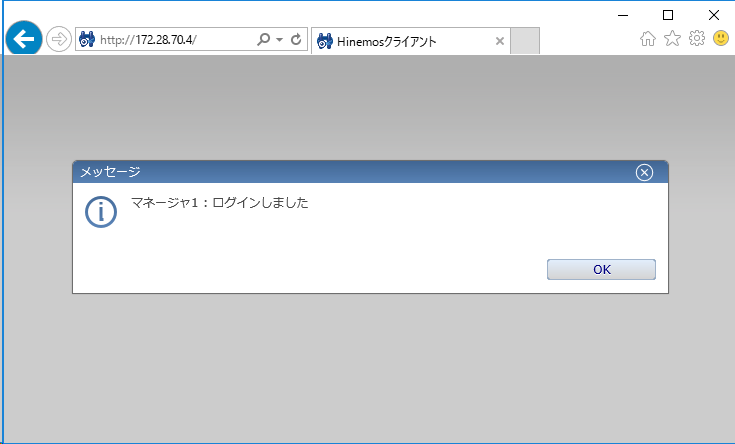 http://172.28.70.4/
Hinemosクライアント
メッセージ
マネージャ1 : ログインしました
OK